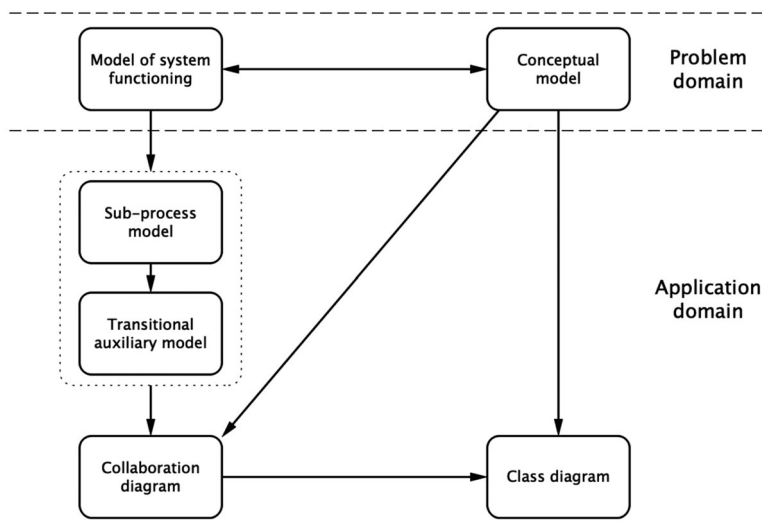 Model of system
functioning
Conceptual
model
Problem
domain
Sub-process
model
Transitional
auxiliary model
Application
domain
Collaboration
diagram
Class diagram